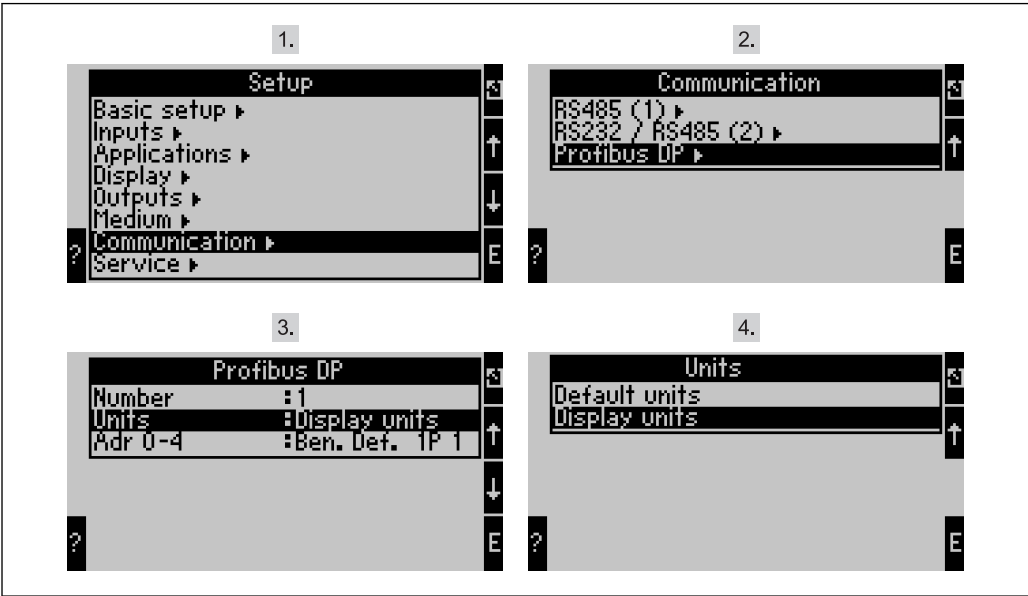 1.
Setup
Basic setup
Inputs
Applications
Display
Outputs
Medium
Communication
Service
?
↑
↓
E
2.
Communication
RS485 (1)
RS232 / RS485 (2)
Profibus DP
?
↑
E
3.
Profibus DP
Number :1
Units :Display units
Adr 0-4 :Ben. Def. 1P 1
?
↑
↓
E
4.
Units
Default units
Display units
?
↑
E